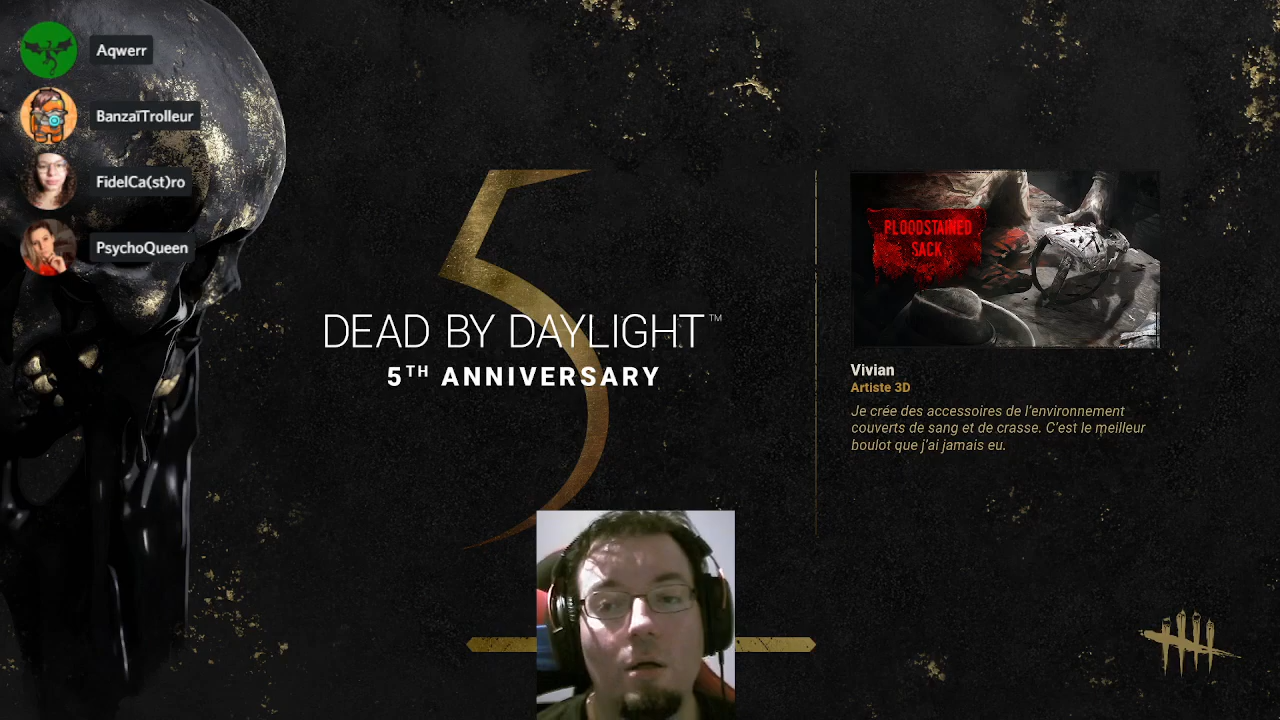 Aqwerr
BanzaïTrolleur
FidelCa(st)ro
PsychoQueen
DEAD BY DAYLIGHT™
5TH ANNIVERSARY
BLOODSTAINED
SACK
Vivian
Artiste 3D
Je crée des accessoires de l'environnement
couverts de sang et de crasse. C'est le meilleur
boulot que j'ai jamais eu.